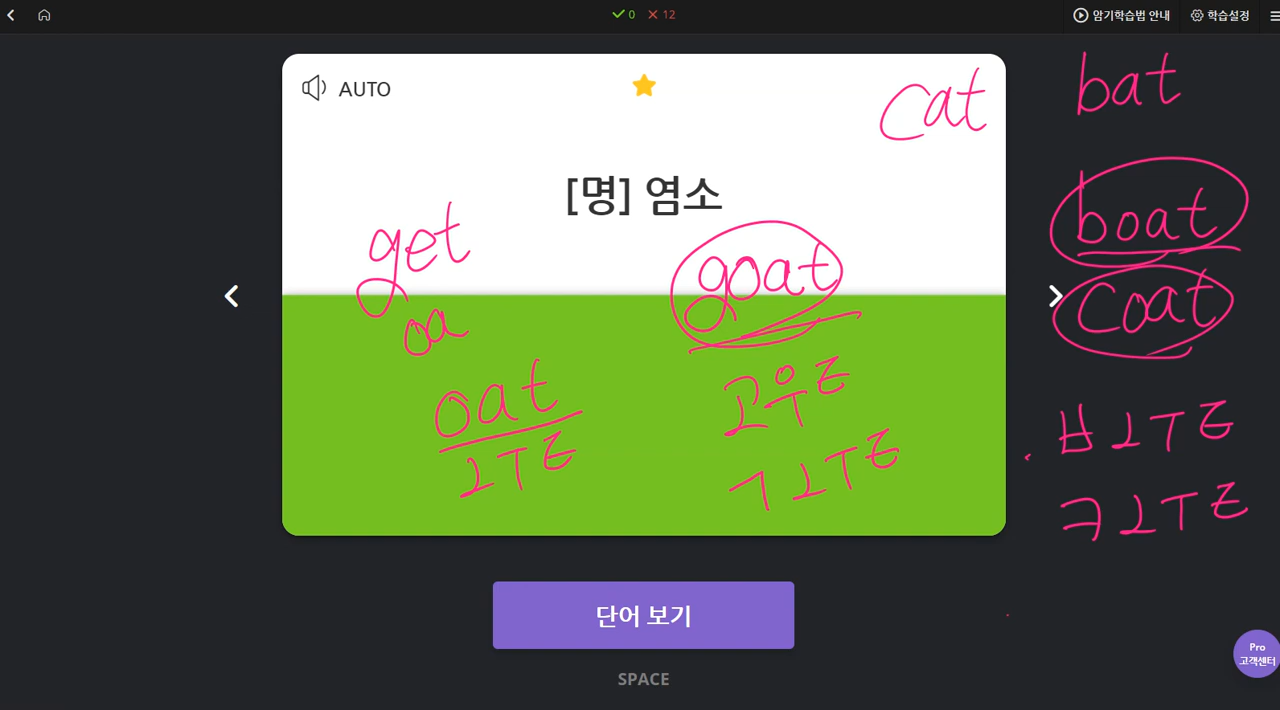 0 12 암기학습법 안내 학습설정
AUTO
cat
bat
[명] 염소
boat
get
goat
coat
oa
oat
고우트
ㅗㅜㅌ
ㄱㅗㅜㅌ
ㅂㅗㅜㅌ
ㅋㅗㅜㅌ
단어 보기
SPACE
Pro
고객센터